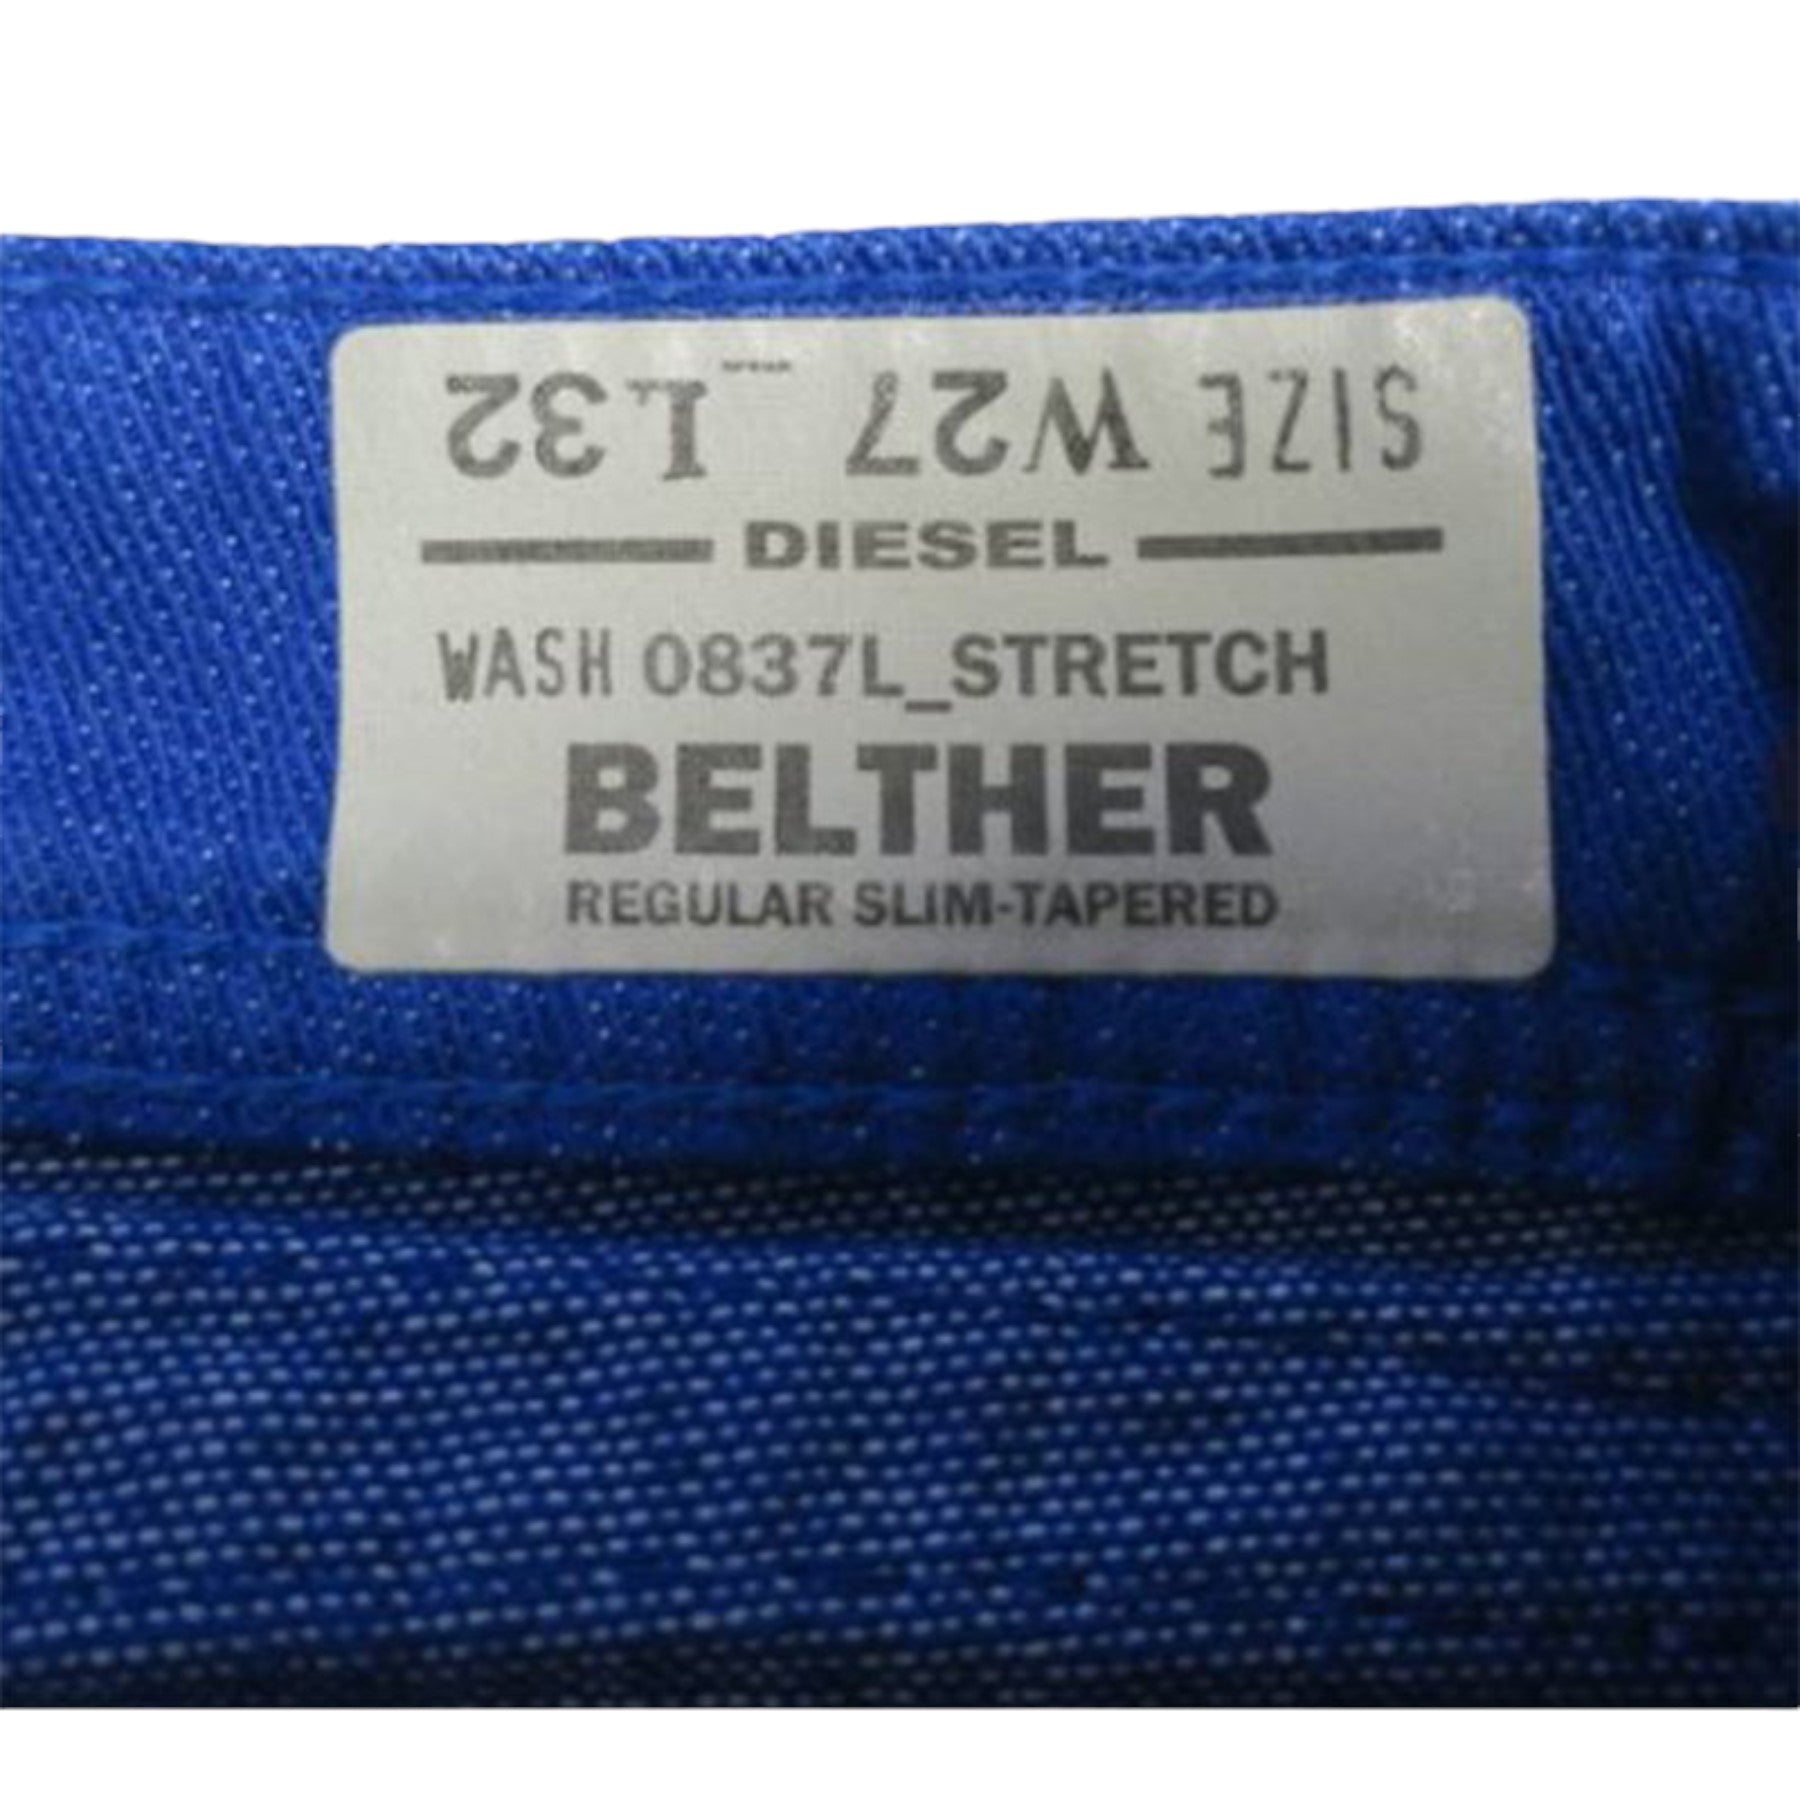 SIZE W27 L32
DIESEL
WASH 0837L_STRETCH
BELTHER
REGULAR SLIM-TAPERED